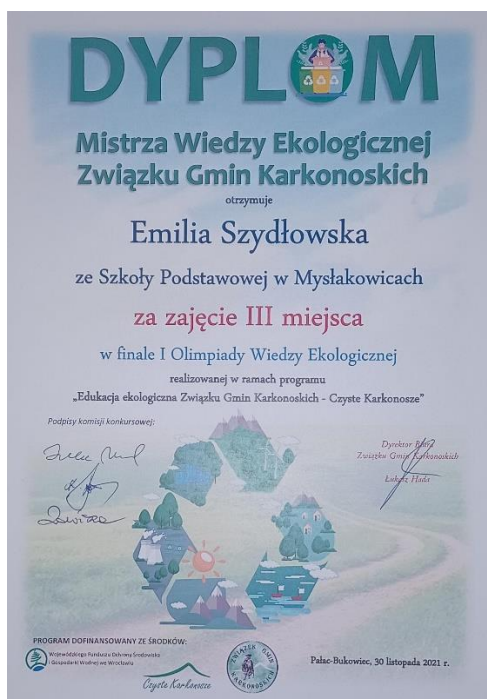 DYPLOM
Mistrza Wiedzy Ekologicznej
Związku Gmin Karkonoskich
otrzymuje
Emilia Szydłowska
ze Szkoły Podstawowej w Mysłakowicach
za zajęcie III miejsca
w finale I Olimpiady Wiedzy Ekologicznej
realizowanej w ramach programu
„Edukacja ekologiczna Związku Gmin Karkonoskich - Czyste Karkonosze”
Podpisy komisji konkursowej:
Dyrektor Biura
Związku Gmin Karkonoskich
Łukasz Hada
PROGRAM DOFINANSOWANY ZE ŚRODKÓW:
Wojewódzkiego Funduszu Ochrony Środowiska
i Gospodarki Wodnej we Wrocławiu
Czyste Karkonosze
ZWIĄZEK GMIN
KARKONOSKICH
Pałac-Bukowiec, 30 listopada 2021 r.